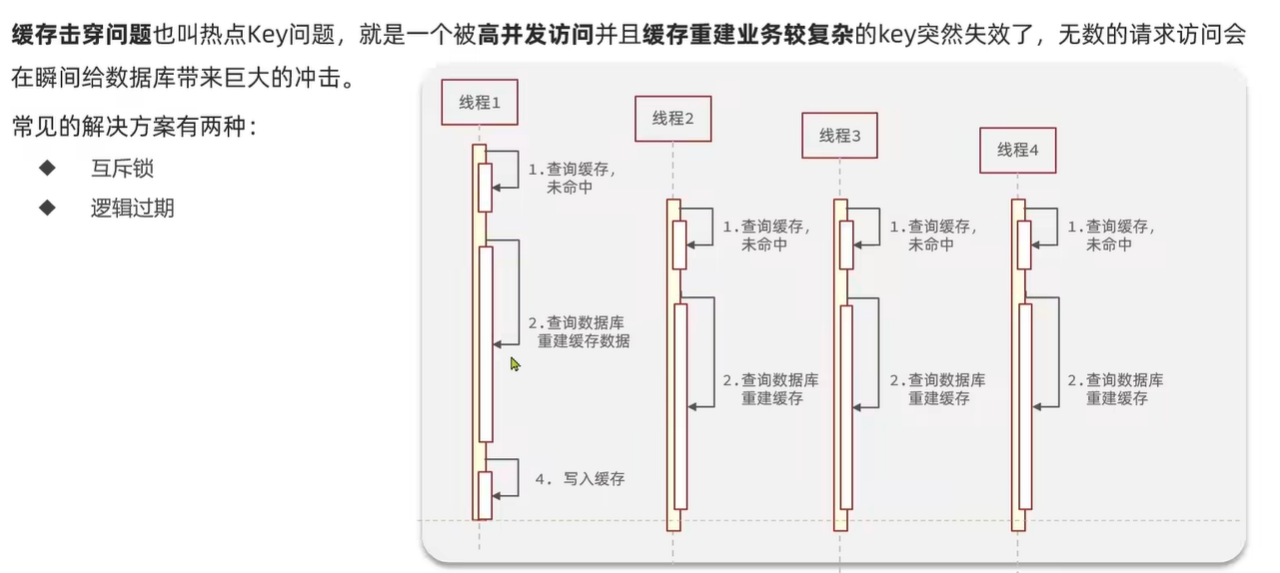 缓存击穿问题也叫热点Key问题，就是一个被高并发访问并且缓存重建业务较复杂的key突然失效了，无数的请求访问会
在瞬间给数据库带来巨大的冲击。
常见的解决方案有两种：
◆ 互斥锁
◆ 逻辑过期
线程1
线程2
线程3
线程4
1.查询缓存，
未命中
1.查询缓存，
未命中
1.查询缓存，
未命中
1.查询缓存，
未命中
2.查询数据库
重建缓存数据
2.查询数据库
重建缓存
2.查询数据库
重建缓存
2.查询数据库
重建缓存
4. 写入缓存